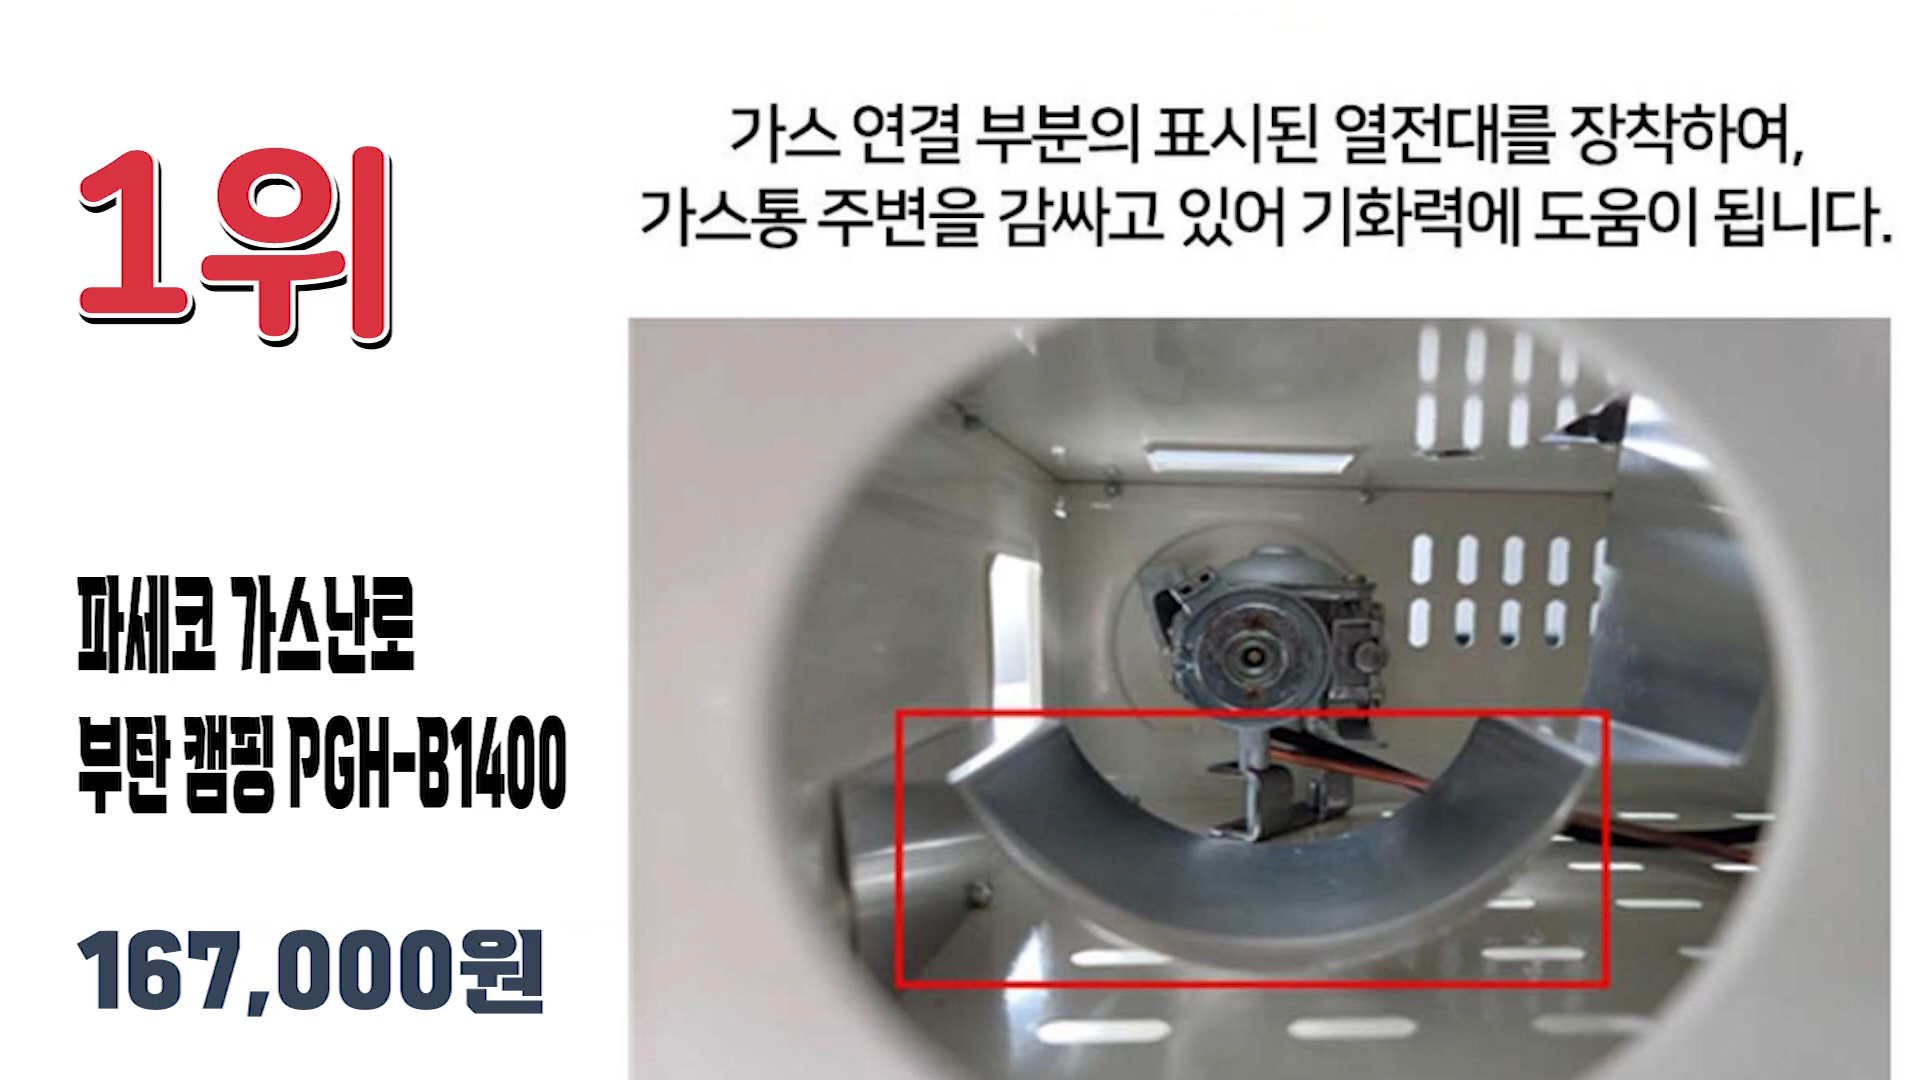 1위
가스 연결 부분의 표시된 열전대를 장착하여,
가스통 주변을 감싸고 있어 기화력에 도움이 됩니다.
파세코 가스난로
부탄 캠핑 PGH-B1400
167,000원